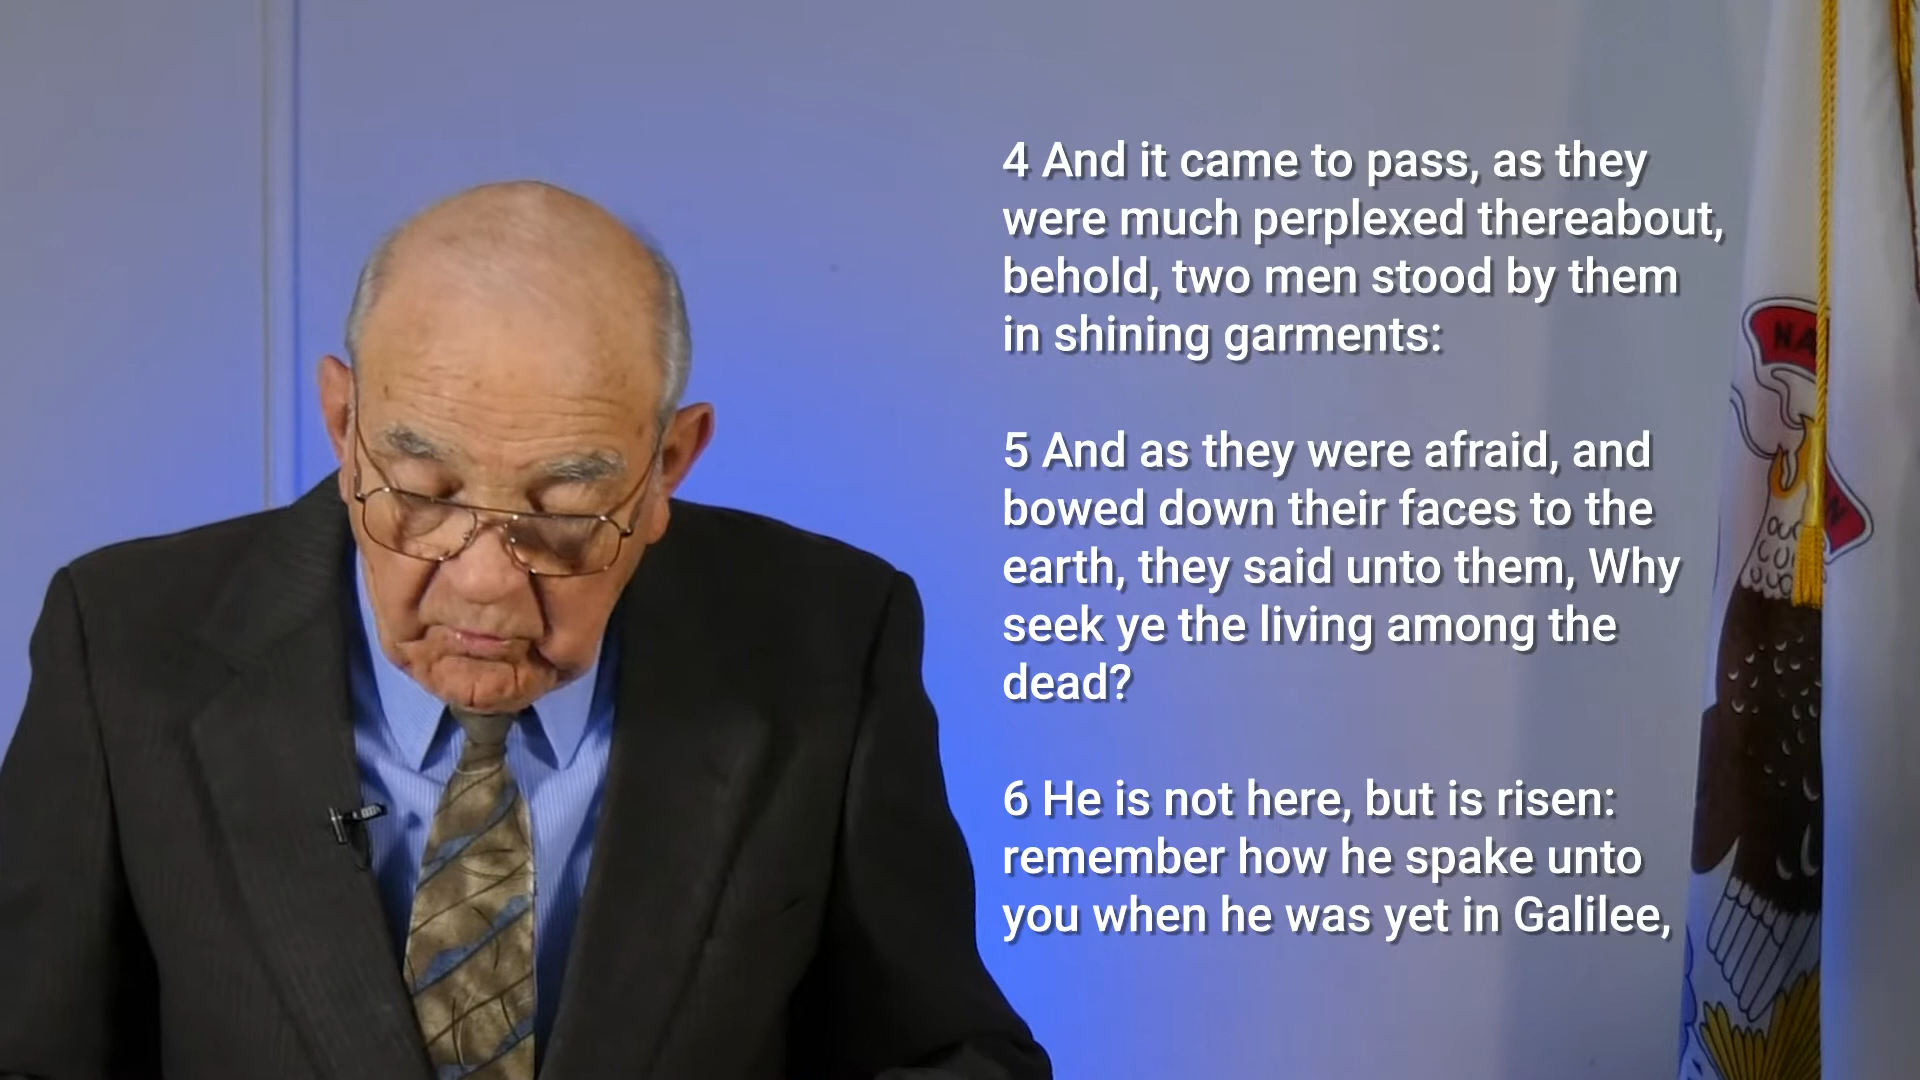 4 And it came to pass, as they
were much perplexed thereabout,
behold, two men stood by them
in shining garments:
5 And as they were afraid, and
bowed down their faces to the
earth, they said unto them, Why
seek ye the living among the
dead?
6 He is not here, but is risen:
remember how he spake unto
you when he was yet in Galilee,